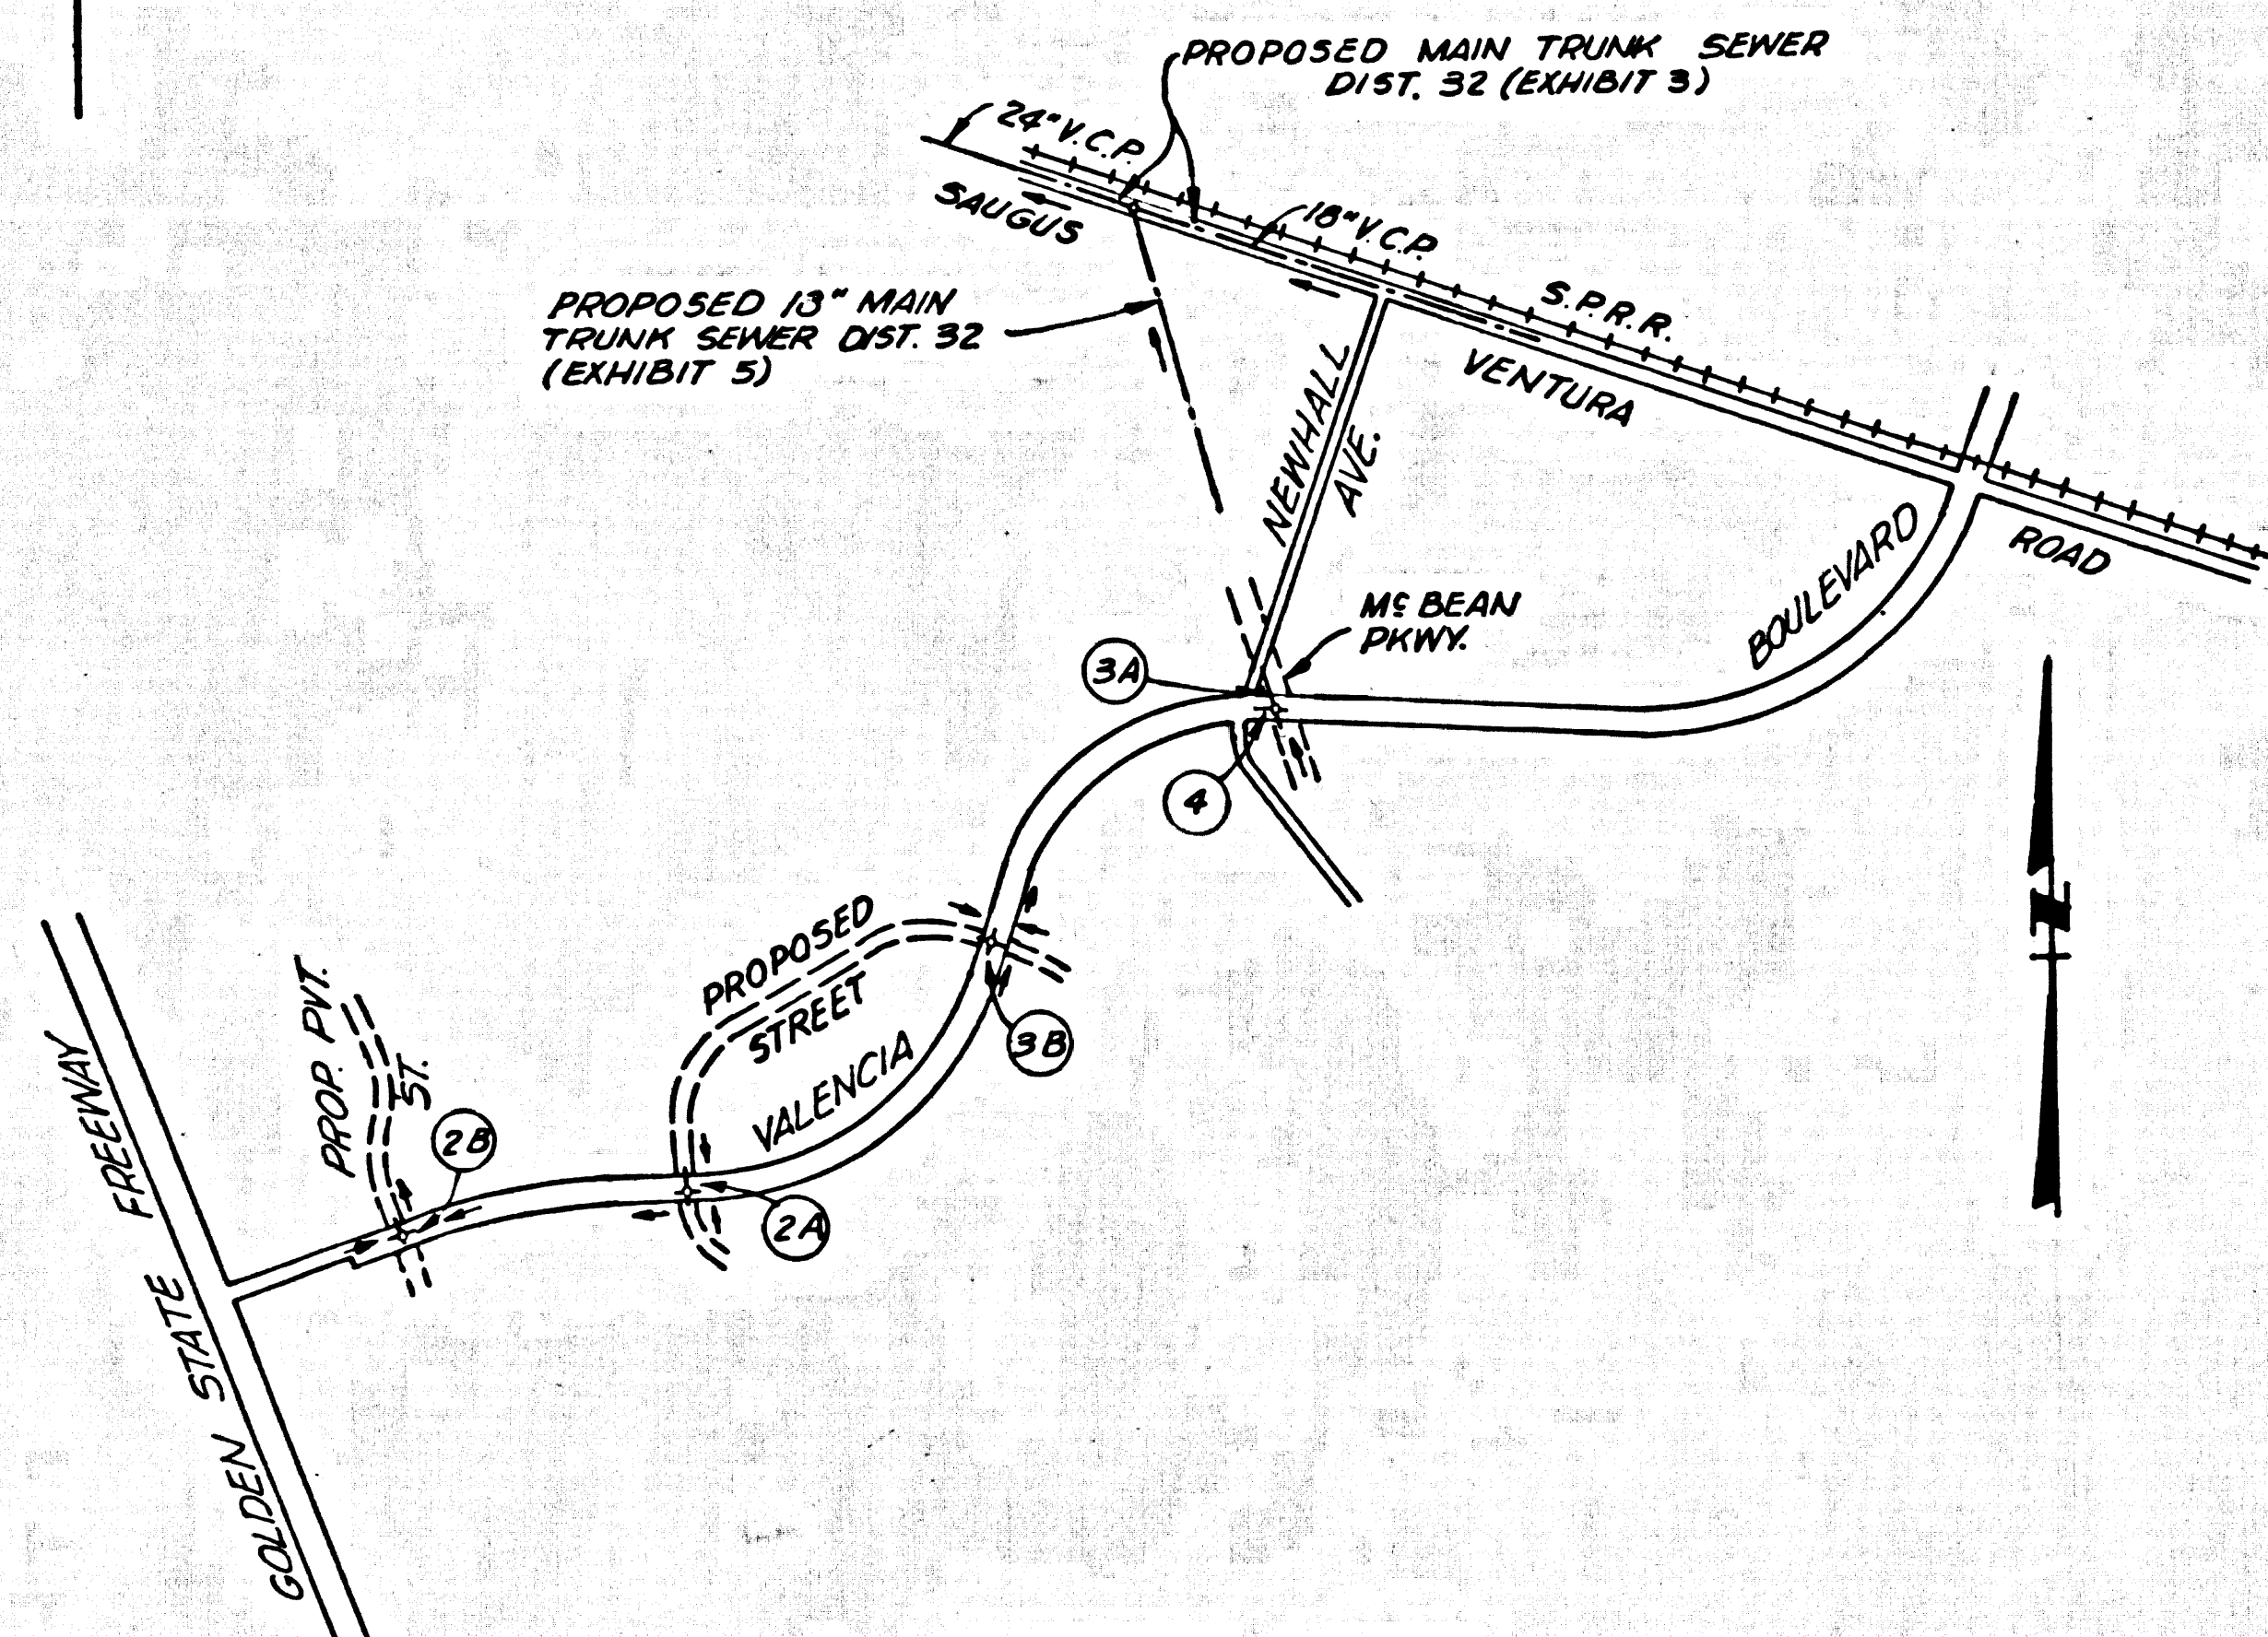 PROPOSED MAIN TRUNK SEWER
DIST. 32 (EXHIBIT 3)
24" V.C.P.
SAUGUS
18" V.C.P.
S.P.R.R.
PROPOSED 13" MAIN
TRUNK SEWER DIST. 32
(EXHIBIT 5)
VENTURA
NEWHALL
AVE.
ROAD
BOULEVARD
Mc BEAN
PKWY.
3A
4
PROPOSED
STREET
3B
VALENCIA
PROP. PVT.
ST.
2B
2A
N
GOLDEN STATE FREEWAY